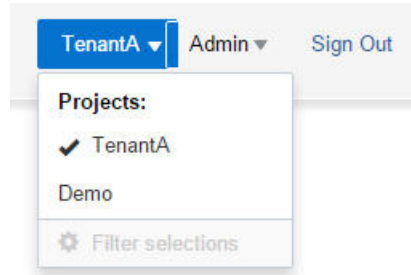 TenantA Admin Sign Out
Projects:
TenantA
Demo
Filter selections